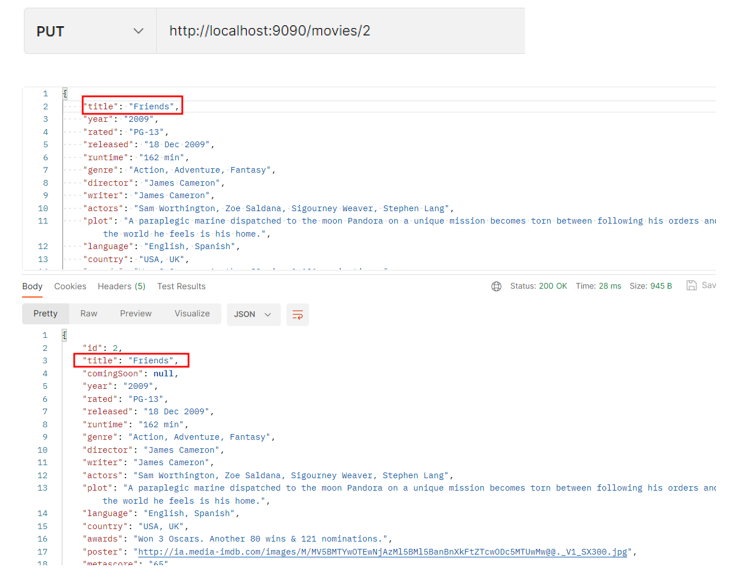 PUT http://localhost:9090/movies/2
1 {
2 "title": "Friends",
3 "year": "2009",
4 "rated": "PG-13",
5 "released": "18 Dec 2009",
6 "runtime": "162 min",
7 "genre": "Action, Adventure, Fantasy",
8 "director": "James Cameron",
9 "writer": "James Cameron",
10 "actors": "Sam Worthington, Zoe Saldana, Sigourney Weaver, Stephen Lang",
11 "plot": "A paraplegic marine dispatched to the moon Pandora on a unique mission becomes torn between following his orders and
the world he feels is his home.",
12 "language": "English, Spanish",
13 "country": "USA, UK",
Body Cookies Headers (5) Test Results Status: 200 OK Time: 28 ms Size: 945 B Sav
Pretty Raw Preview Visualize JSON
1 {
2 "id": 2,
3 "title": "Friends",
4 "comingSoon": null,
5 "year": "2009",
6 "rated": "PG-13",
7 "released": "18 Dec 2009",
8 "runtime": "162 min",
9 "genre": "Action, Adventure, Fantasy",
10 "director": "James Cameron",
11 "writer": "James Cameron",
12 "actors": "Sam Worthington, Zoe Saldana, Sigourney Weaver, Stephen Lang",
13 "plot": "A paraplegic marine dispatched to the moon Pandora on a unique mission becomes torn between following his orders and
the world he feels is his home.",
14 "language": "English, Spanish",
15 "country": "USA, UK",
16 "awards": "Won 3 Oscars. Another 80 wins & 121 nominations.",
17 "poster": "http://ia.media-imdb.com/images/M/MV5BMTYwOTEwNjAzMl5BMl5BanBnXkFtZTcwODc5MTUwMw@@._V1_SX300.jpg",
18 "metascore": "65"